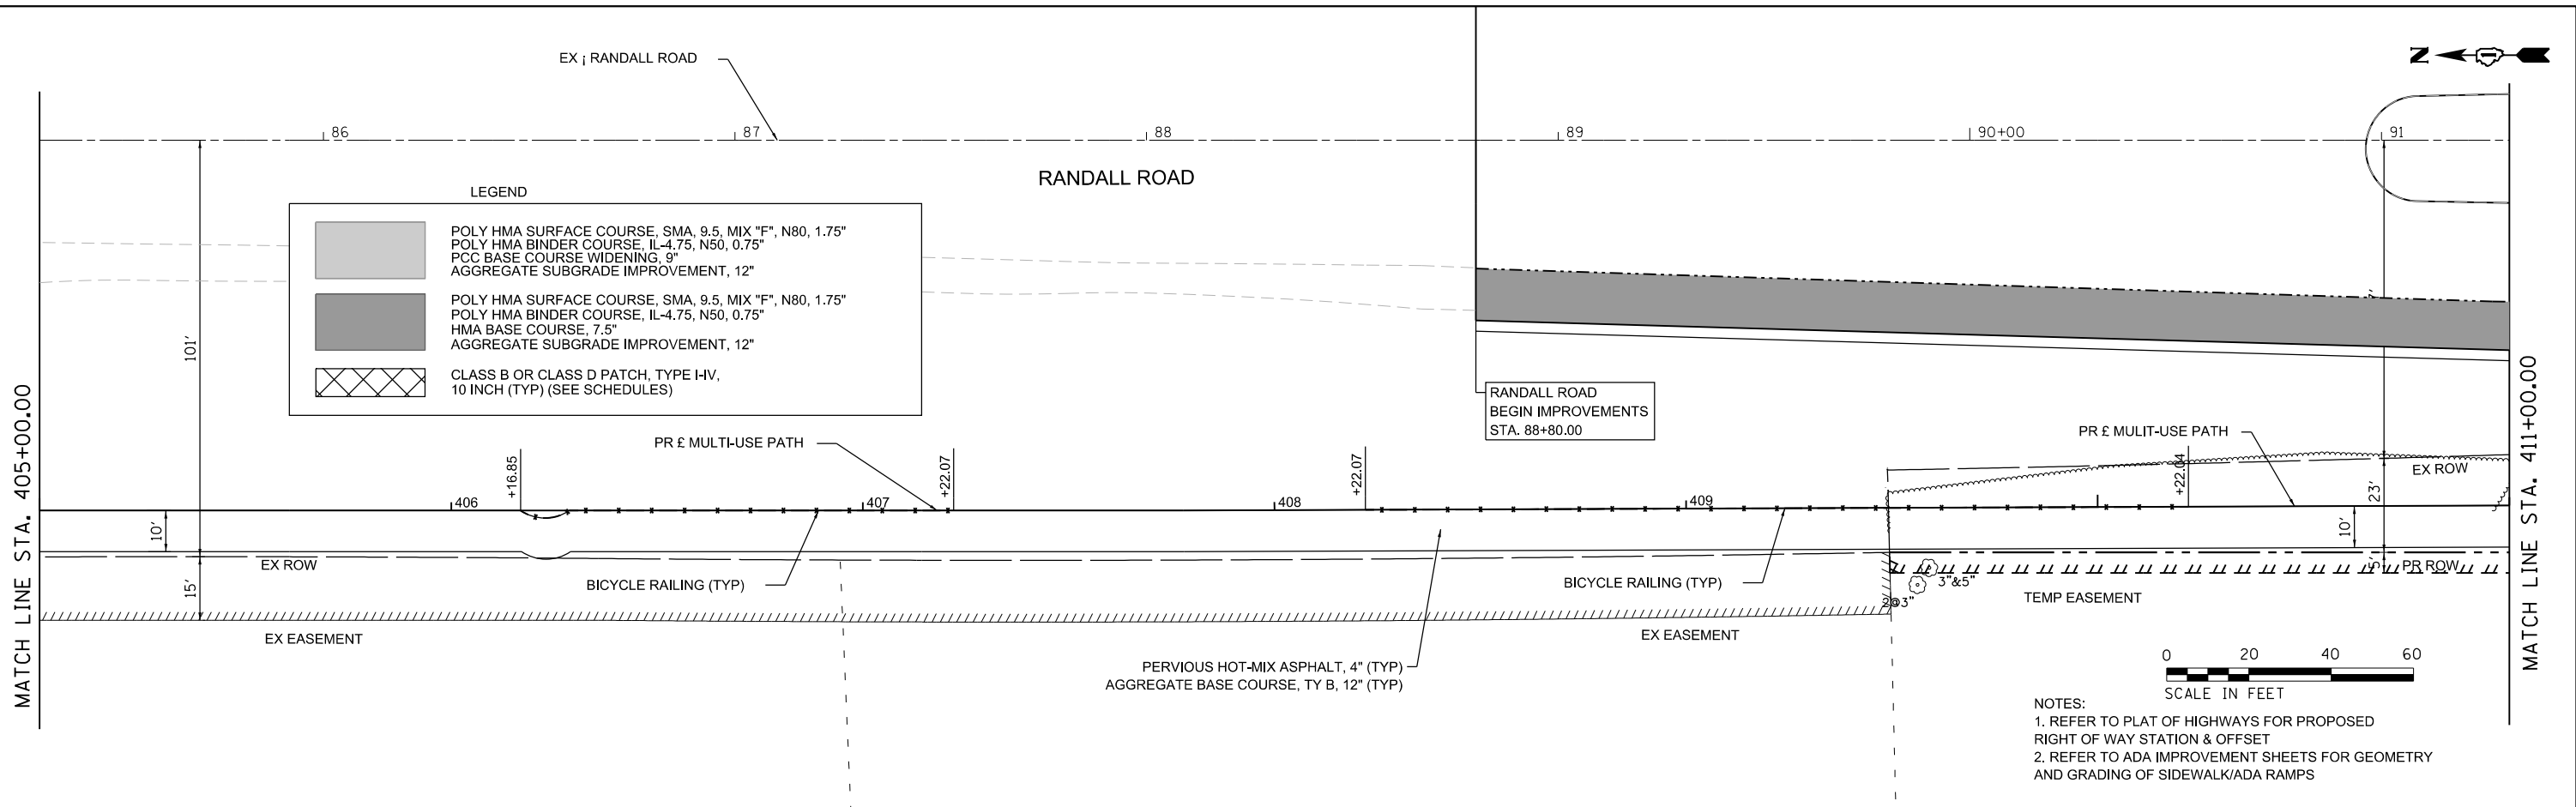 EX ¡ RANDALL ROAD
N
86
87
88
89
90+00
91
RANDALL ROAD
LEGEND
POLY HMA SURFACE COURSE, SMA, 9.5, MIX "F", N80, 1.75"
POLY HMA BINDER COURSE, IL-4.75, N50, 0.75"
PCC BASE COURSE WIDENING, 9"
AGGREGATE SUBGRADE IMPROVEMENT, 12"
POLY HMA SURFACE COURSE, SMA, 9.5, MIX "F", N80, 1.75"
POLY HMA BINDER COURSE, IL-4.75, N50, 0.75"
HMA BASE COURSE, 7.5"
AGGREGATE SUBGRADE IMPROVEMENT, 12"
CLASS B OR CLASS D PATCH, TYPE I-IV,
10 INCH (TYP) (SEE SCHEDULES)
101'
MATCH LINE STA. 405+00.00
MATCH LINE STA. 411+00.00
RANDALL ROAD
BEGIN IMPROVEMENTS
STA. 88+80.00
PR £ MULTI-USE PATH
PR £ MULIT-USE PATH
+16.85
+22.07
+22.07
+22.04
EX ROW
23'
406
407
408
409
10'
10'
EX ROW
15'
BICYCLE RAILING (TYP)
BICYCLE RAILING (TYP)
5'
PR ROW
3"&5"
2@3"
TEMP EASEMENT
EX EASEMENT
EX EASEMENT
PERVIOUS HOT-MIX ASPHALT, 4" (TYP)
AGGREGATE BASE COURSE, TY B, 12" (TYP)
0 20 40 60
SCALE IN FEET
NOTES:
1. REFER TO PLAT OF HIGHWAYS FOR PROPOSED
RIGHT OF WAY STATION & OFFSET
2. REFER TO ADA IMPROVEMENT SHEETS FOR GEOMETRY
AND GRADING OF SIDEWALK/ADA RAMPS